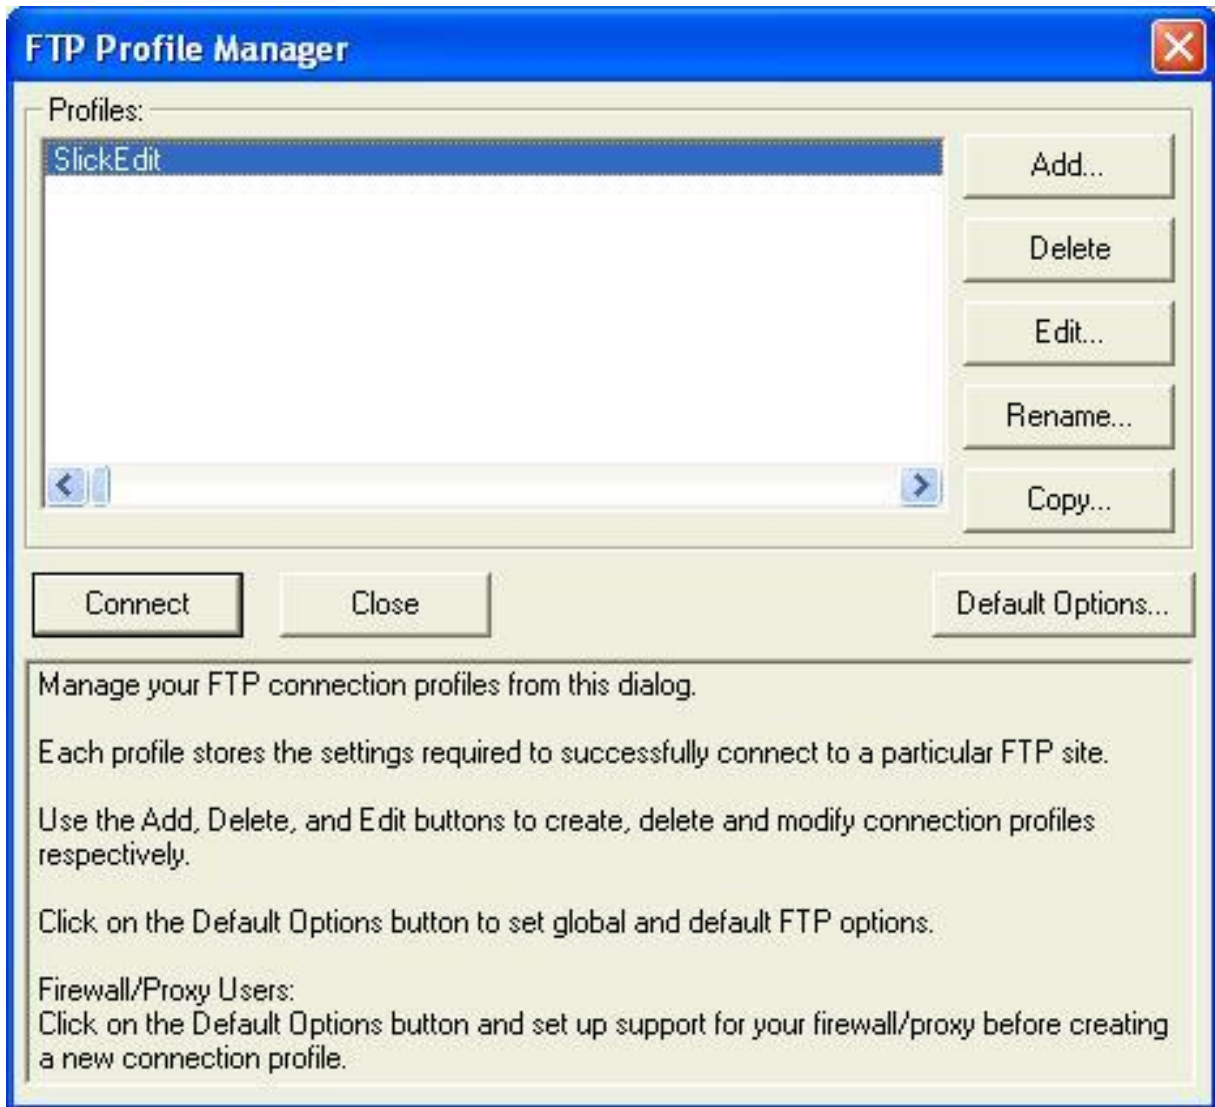 FTP Profile Manager
Profiles:
SlickEdit
Add...
Delete
Edit...
Rename...
Copy...
Connect
Close
Default Options...
Manage your FTP connection profiles from this dialog.
Each profile stores the settings required to successfully connect to a particular FTP site.
Use the Add, Delete, and Edit buttons to create, delete and modify connection profiles
respectively.
Click on the Default Options button to set global and default FTP options.
Firewall/Proxy Users:
Click on the Default Options button and set up support for your firewall/proxy before creating
a new connection profile.